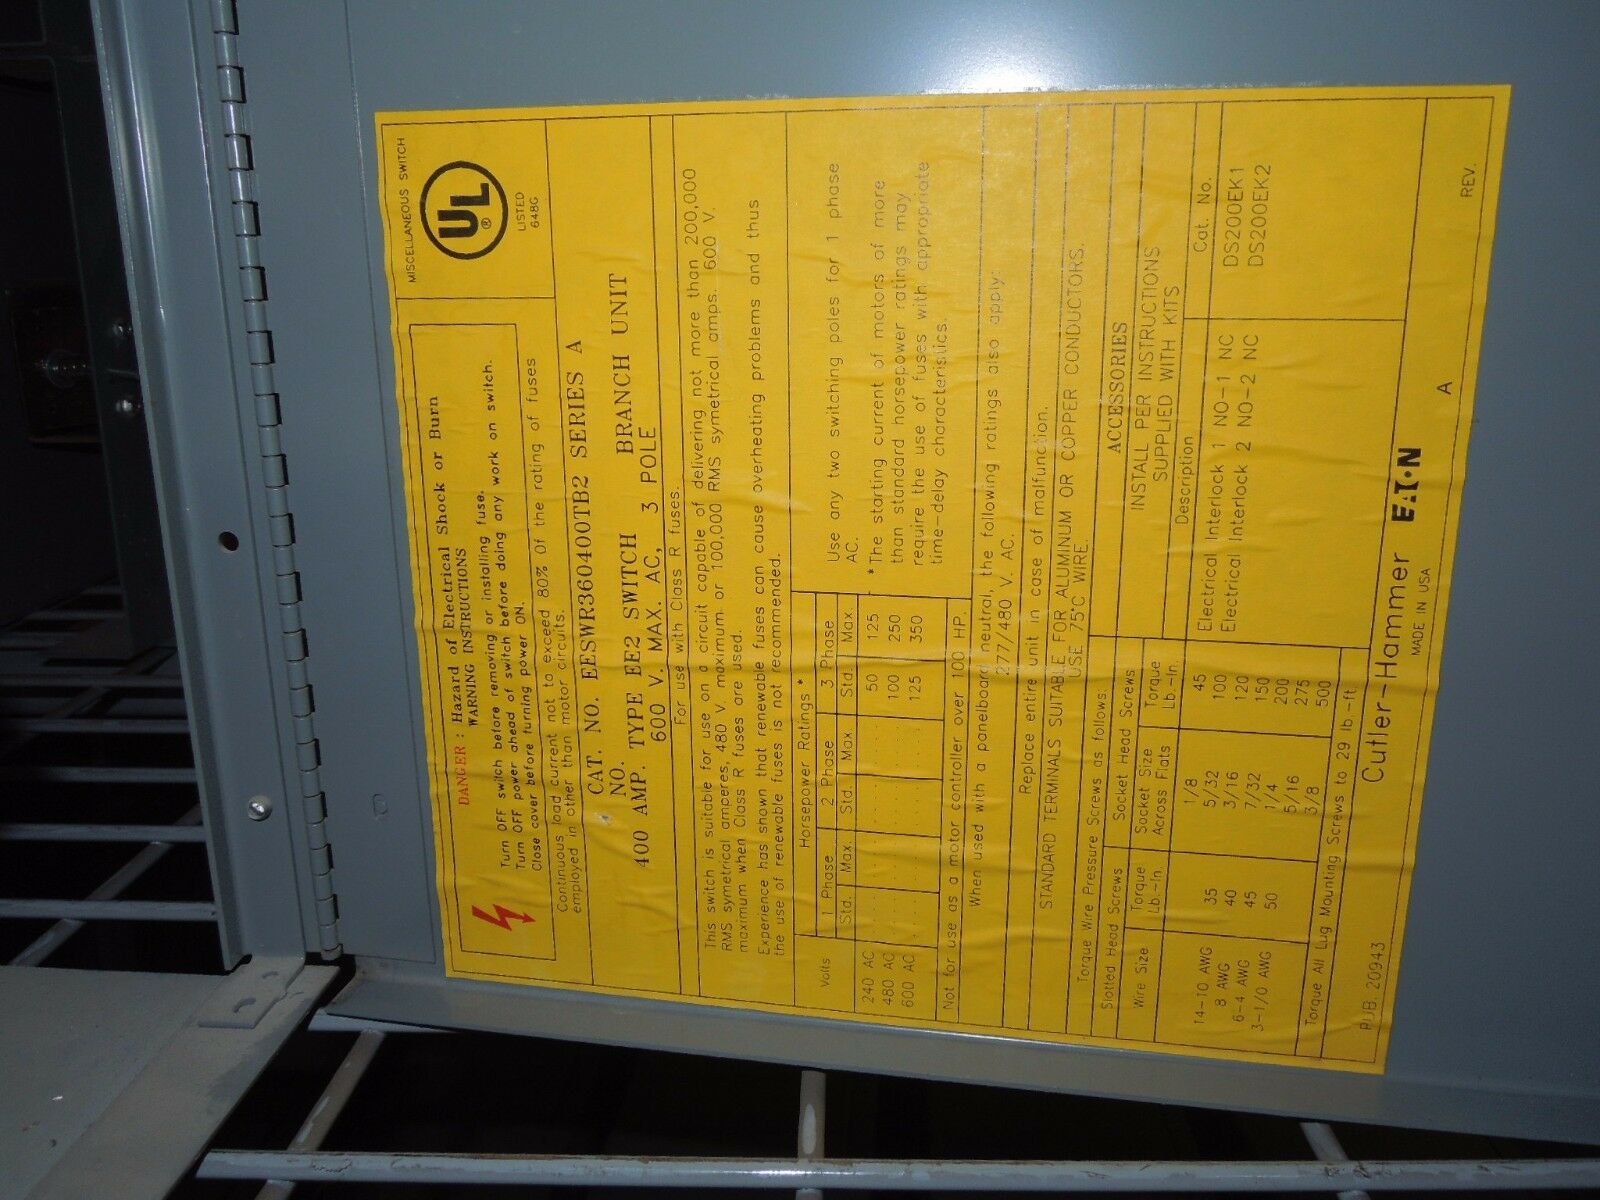 MISCELLANEOUS SWITCH
UL
®
LISTED
648G
DANGER : Hazard of Electrical Shock or Burn
WARNING INSTRUCTIONS
Turn OFF switch before removing or installing fuse.
Turn OFF power ahead of switch before doing any work on switch.
Close cover before turning power ON.
Continuous load current not to exceed 80% of the rating of fuses
employed in other than motor circuits.
CAT. NO. EESWR36040TB2 SERIES A
NO.
400 AMP. TYPE EE2 SWITCH BRANCH UNIT
600 V. MAX. AC, 3 POLE
For use with Class R fuses.
This switch is suitable for use on a circuit capable of delivering not more than 200,000
RMS symetrical amperes, 480 V. maximum or 100,000 RMS symetrical amps. 600 V.
maximum when Class R fuses are used.
Experience has shown that renewable fuses can cause overheating problems and thus
the use of renewable fuses is not recommended.
Volts Horsepower Ratings *
1 Phase 2 Phase 3 Phase
Std. Max. Std. Max Std. Max
240 AC 50 125
480 AC 100 250
600 AC 125 350
Use any two switching poles for 1 phase
AC.
* The starting current of motors of more
than standard horsepower ratings may
require the use of fuses with appropriate
time-delay characteristics.
Not for use as a motor controller over 100 HP.
When used with a panelboard neutral, the following ratings also apply:
277/480 V. AC.
Replace entire unit in case of malfunction.
STANDARD TERMINALS SUITABLE FOR ALUMINUM OR COPPER CONDUCTORS.
USE 75°C WIRE.
Torque Wire Pressure Screws as follows.
Slotted Head Screws Socket Head Screws
Wire Size Torque Lb.-In. Socket Size Across Flats Torque Lb.-In.
14-10 AWG 35 1/8 45
8 AWG 40 5/32 100
6-4 AWG 45 3/16 120
3-1/0 AWG 50 7/32 150
1/4 200
5/16 275
3/8 500
Torque All Lug Mounting Screws to 29 lb.-ft.
ACCESSORIES
INSTALL PER INSTRUCTIONS
SUPPLIED WITH KITS
Description Cat. No.
Electrical Interlock 1 NO-1 NC DS200EK1
Electrical Interlock 2 NO-2 NC DS200EK2
Cutler-Hammer EATON
PUB. 20943 MADE IN USA A REV.